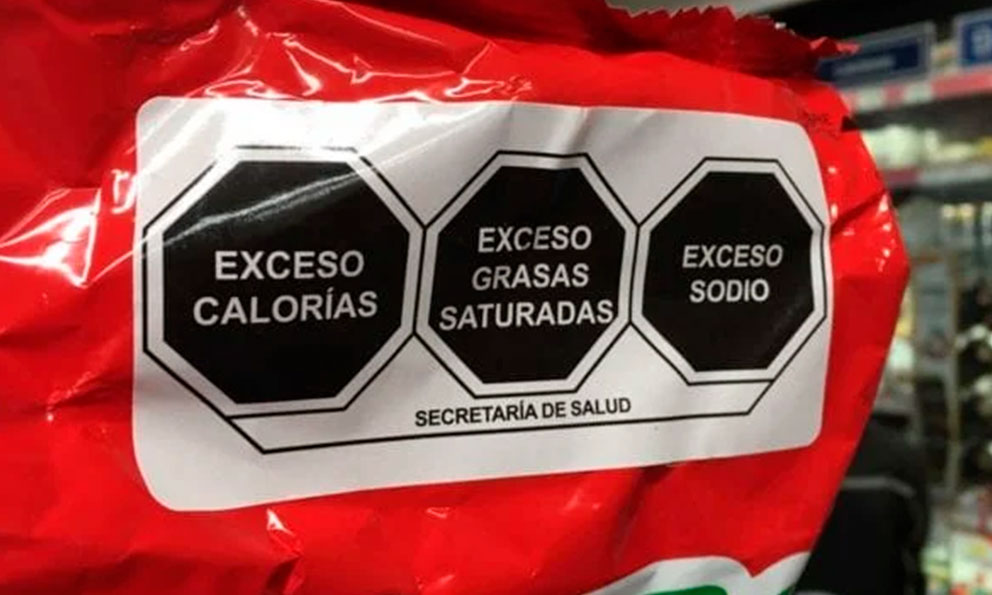 EXCESO
CALORÍAS
EXCESO
GRASAS
SATURADAS
EXCESO
SODIO
SECRETARÍA DE SALUD